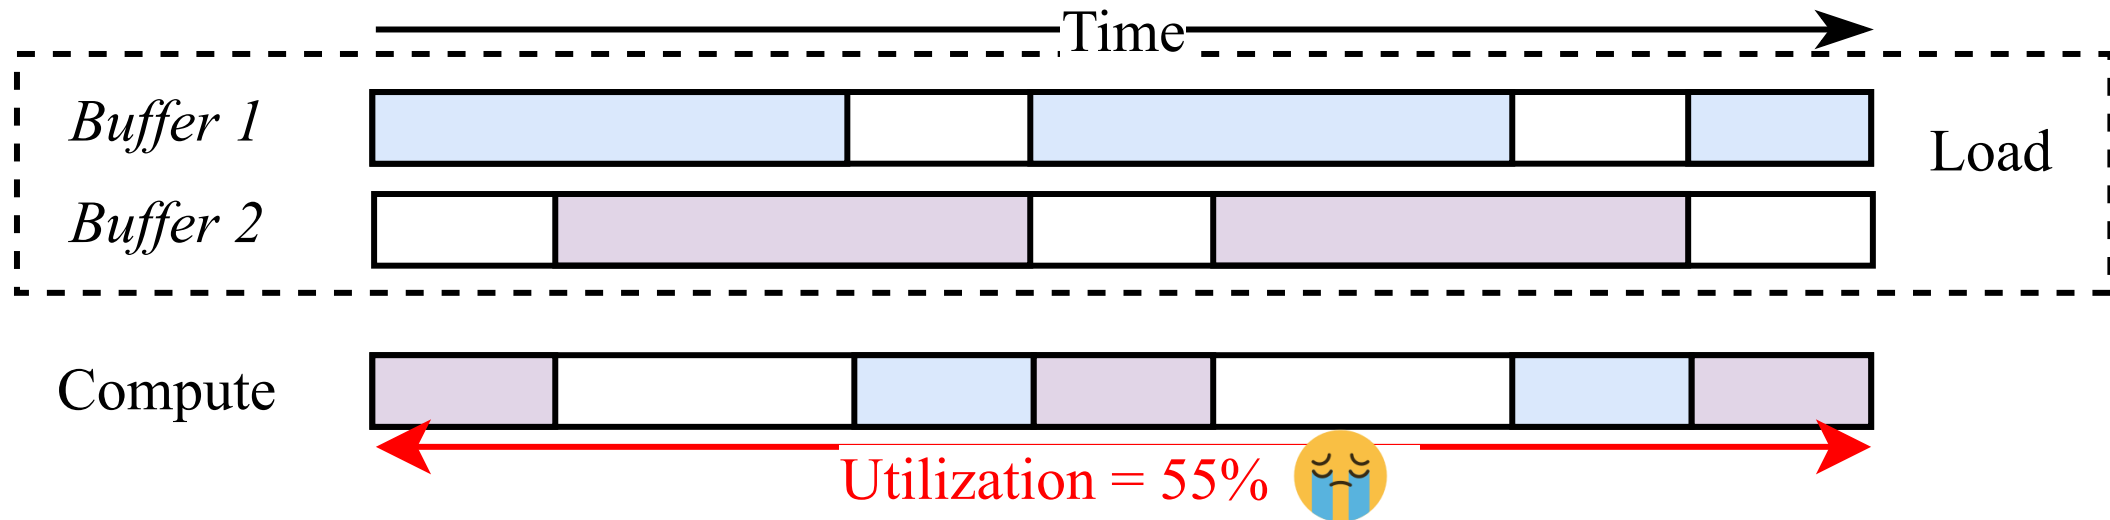 Time
Buffer 1
Buffer 2
Load
Compute
Utilization = 55%